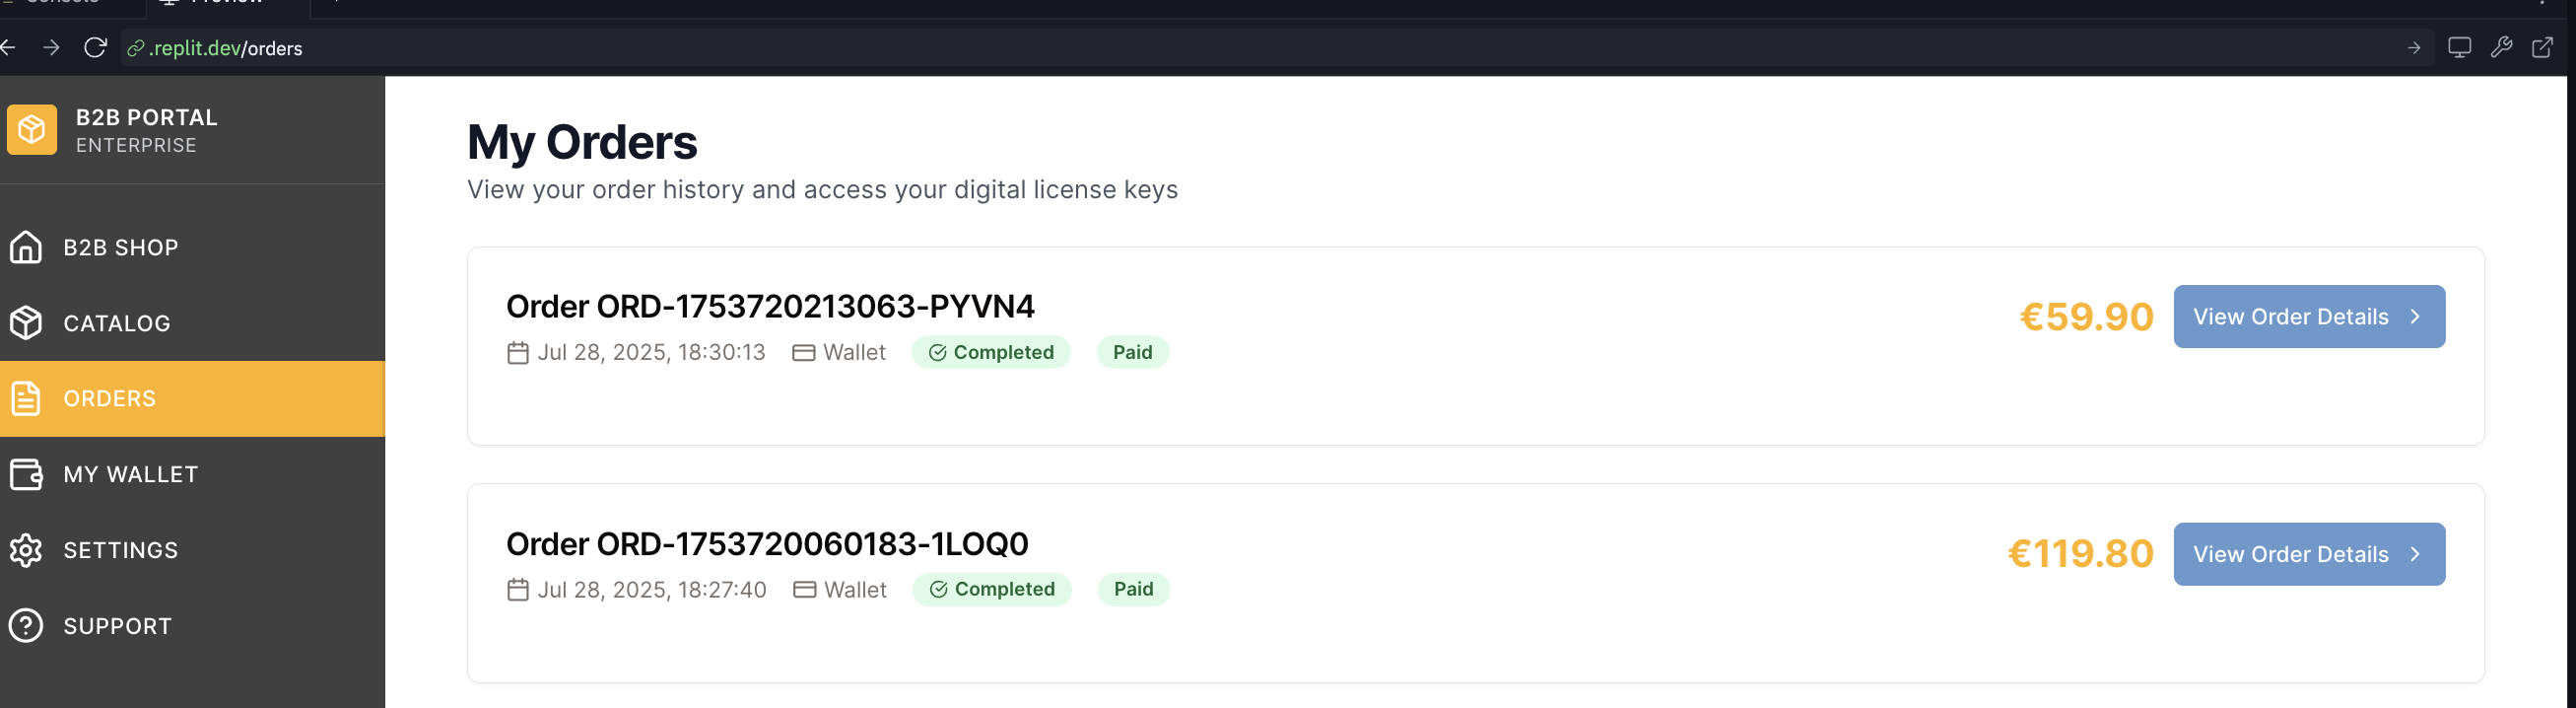 .replit.dev/orders
B2B PORTAL
ENTERPRISE
B2B SHOP
CATALOG
ORDERS
MY WALLET
SETTINGS
SUPPORT
My Orders
View your order history and access your digital license keys
Order ORD-1753720213063-PYVN4
Jul 28, 2025, 18:30:13 Wallet Completed Paid
€59.90 View Order Details
Order ORD-1753720060183-1LOQ0
Jul 28, 2025, 18:27:40 Wallet Completed Paid
€119.80 View Order Details